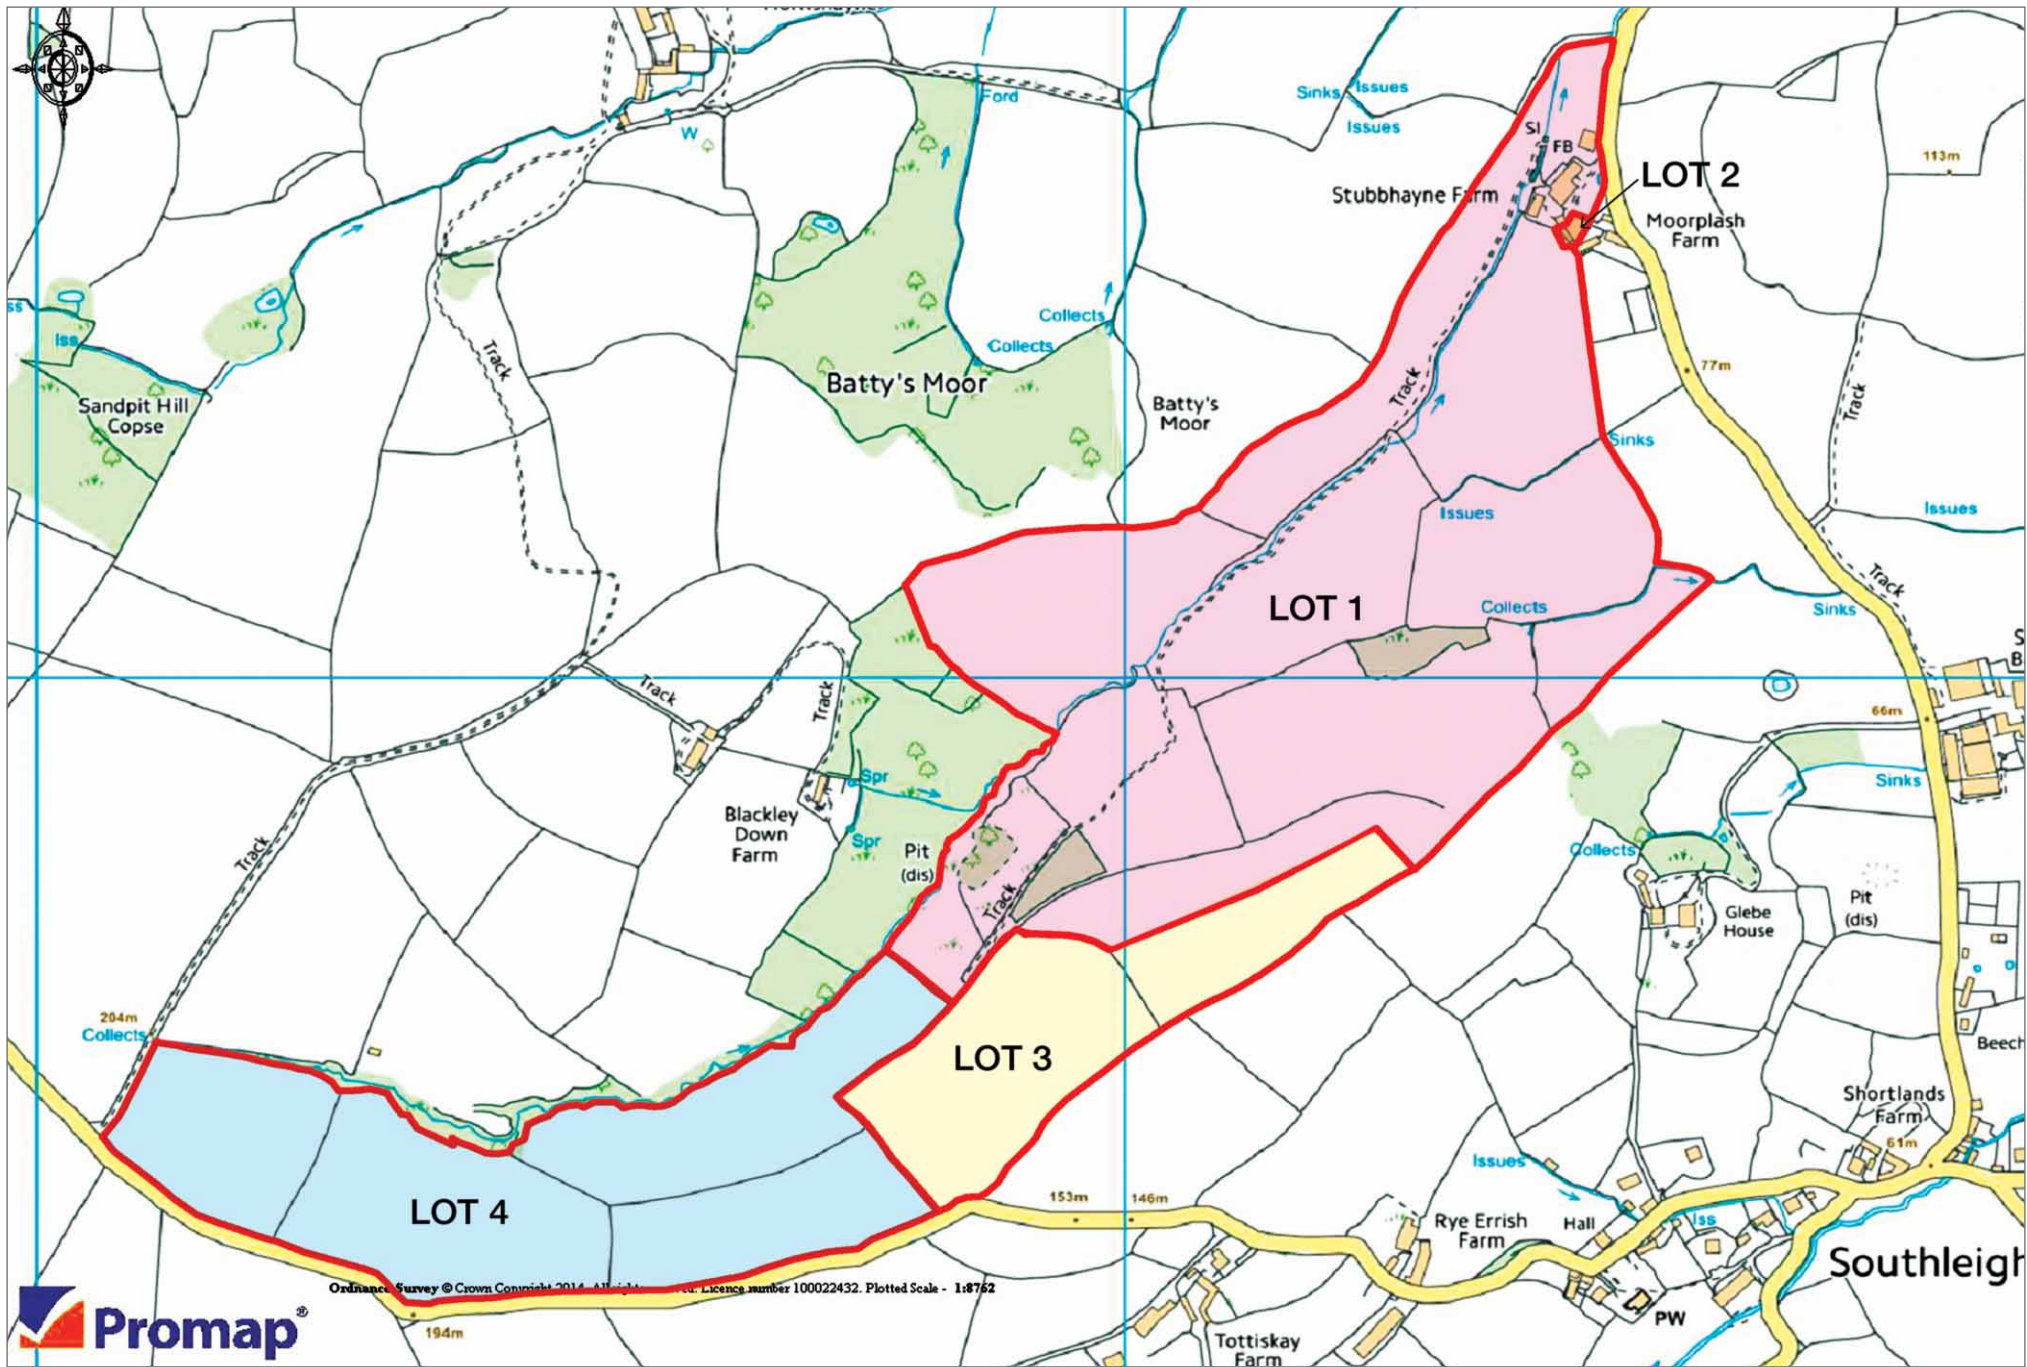 Ford
W
Sinks
Issues
Issues
SI
FB
113m
LOT 2
Stubbhayne F rm
Moorplash
Farm
Iss
Collects
Collects
Track
77m
Track
Track
Batty's Moor
Batty's
Moor
Sandpit Hill
Copse
Sinks
Issues
Issues
Track
LOT 1
Collects
Sinks
Track
Track
66m
Spr
Sinks
Blackley
Down
Farm
Spr
Pit
(dis)
Collects
Track
Track
Glebe
House
Pit
(dis)
204m
Collects
LOT 3
Beech
Shortlands
Farm
61m
Issues
LOT 4
153m
146m
Rye Errish
Farm
Hall
Iss
Southleigh
Ordnance Survey © Crown Copyright 2014. All rights Licence number 100022432. Plotted Scale - 1:8762
Promap®
194m
PW
Tottiskay
Farm